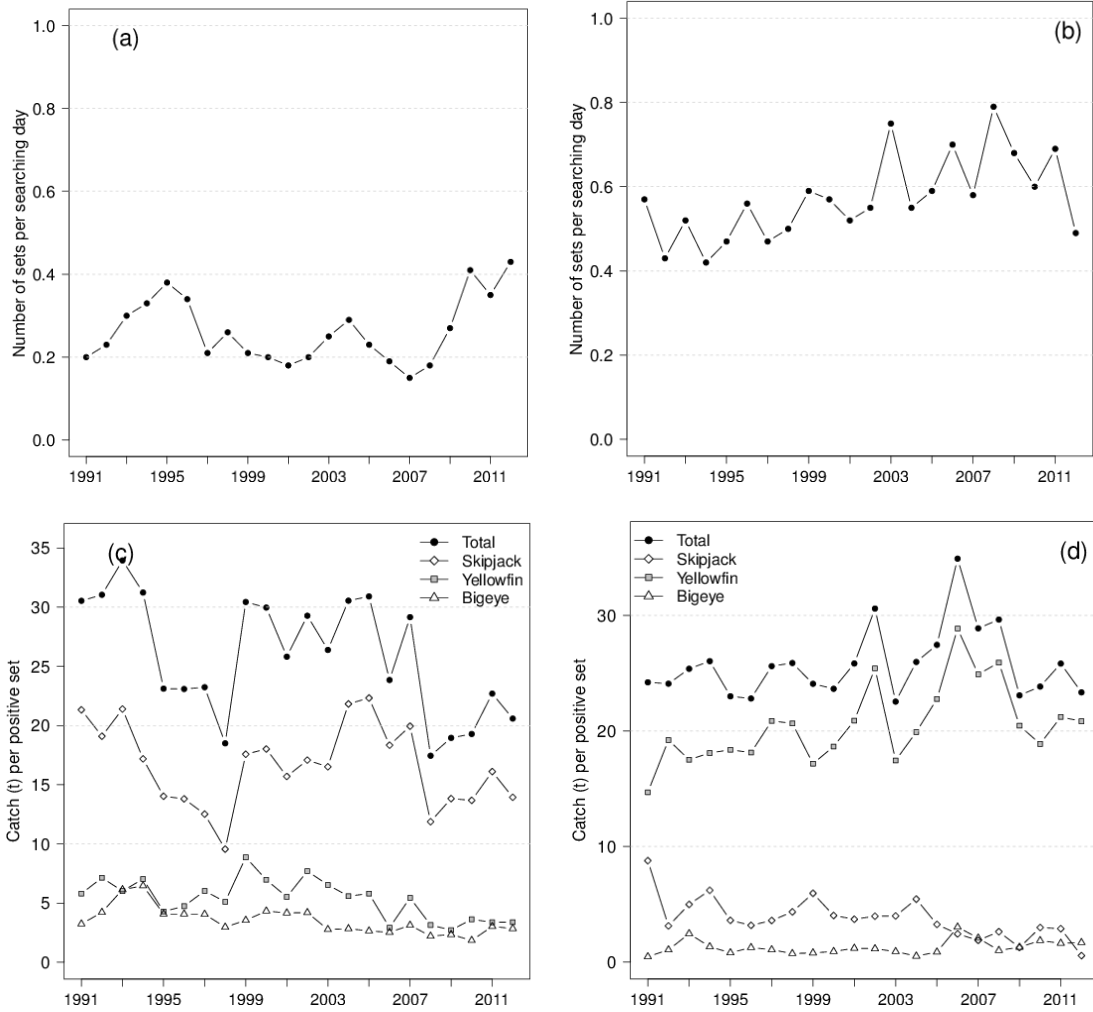 (a)
Number of sets per searching day
1.0
0.8
0.6
0.4
0.2
0.0
1991 1995 1999 2003 2007 2011
(b)
Number of sets per searching day
1.0
0.8
0.6
0.4
0.2
0.0
1991 1995 1999 2003 2007 2011
(c)
Total
Skipjack
Yellowfin
Bigeye
Catch (t) per positive set
35
30
25
20
15
10
5
0
1991 1995 1999 2003 2007 2011
(d)
Total
Skipjack
Yellowfin
Bigeye
Catch (t) per positive set
30
20
10
0
1991 1995 1999 2003 2007 2011